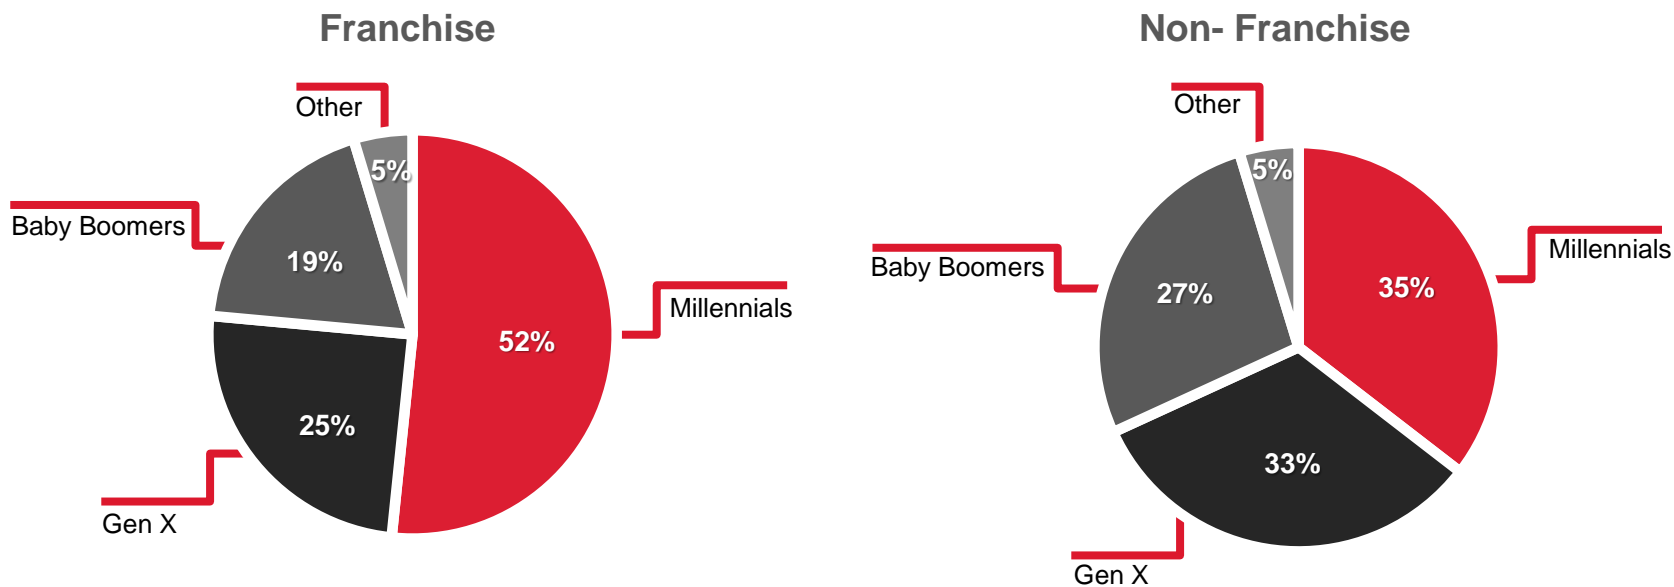 Franchise
Other
5%
Baby Boomers
19%
Millennials
52%
25%
Gen X
Non- Franchise
Other
5%
Millennials
Baby Boomers
35%
27%
33%
Gen X